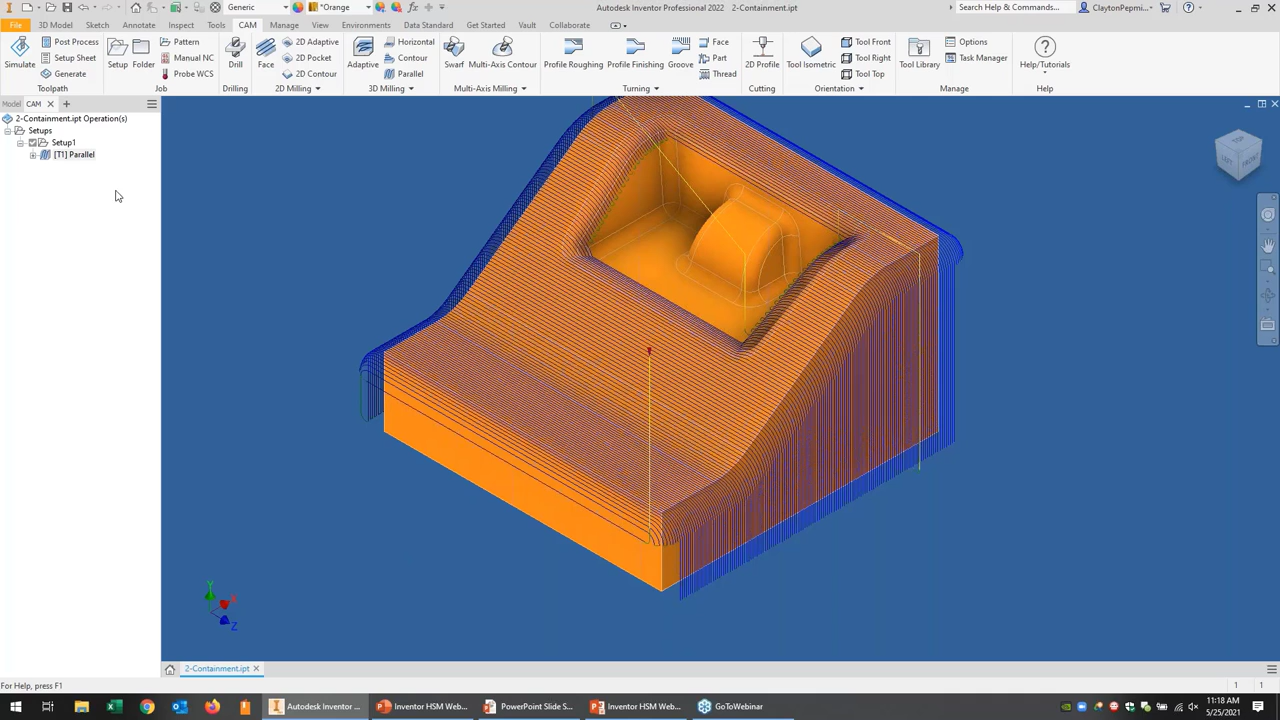 Generic
*Orange
Autodesk Inventor Professional 2022 2-Containment.ipt
Search Help & Commands...
ClaytonPepmi...
File 3D Model Sketch Annotate Inspect Tools CAM Manage View Environments Data Standard Get Started Vault Collaborate
Simulate
Post Process
Setup Sheet
Generate
Toolpath
Setup
Folder
Pattern
Manual NC
Probe WCS
Job
Drill
Drilling
Face
2D Adaptive
2D Pocket
2D Contour
2D Milling
Adaptive
Horizontal
Contour
Parallel
3D Milling
Swarf
Multi-Axis Contour
Multi-Axis Milling
Profile Roughing
Profile Finishing
Groove
Face
Part
Thread
Turning
2D Profile
Cutting
Tool Isometric
Tool Front
Tool Right
Tool Top
Orientation
Tool Library
Options
Task Manager
Manage
Help/Tutorials
Help
Model CAM
2-Containment.ipt Operation(s)
Setups
Setup1
[T1] Parallel
TOP
LEFT
FRONT
Y
X
Z
2-Containment.ipt
For Help, press F1
1 1
Autodesk Inventor ...
Inventor HSM Web...
PowerPoint Slide S...
Inventor HSM Web...
GoToWebinar
11:18 AM
5/25/2021